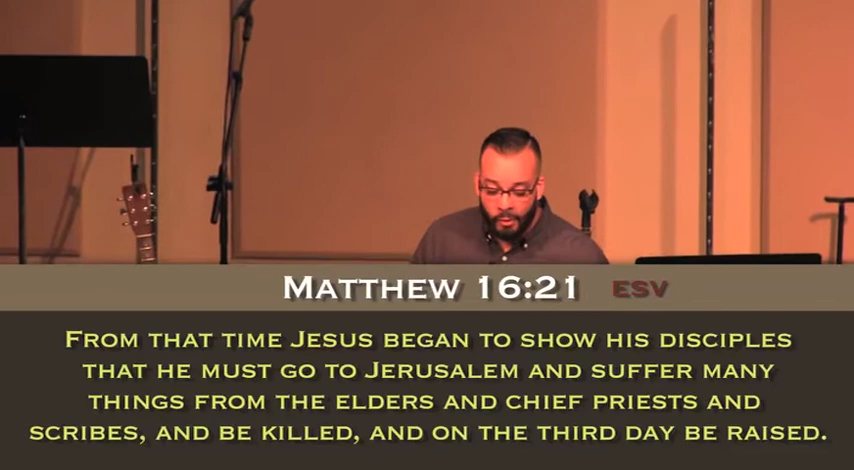 Matthew 16:21 ESV
From that time Jesus began to show his disciples
that he must go to Jerusalem and suffer many
things from the elders and chief priests and
scribes, and be killed, and on the third day be raised.